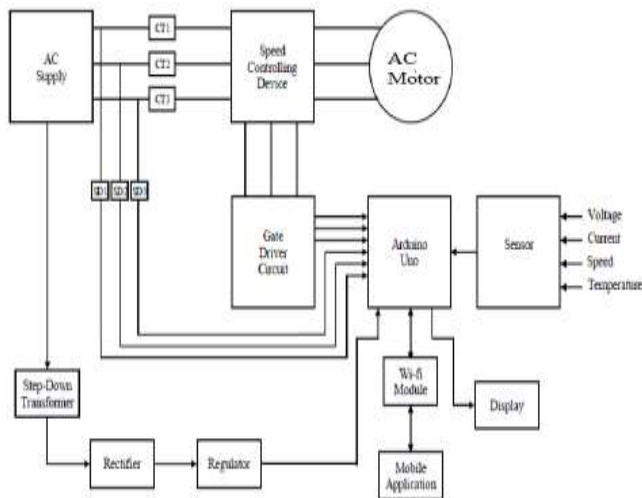 AC
Supply
CT1
CT2
CT3
Speed
Controlling
Device
AC
Motor
SD1
SD2
SD3
Gate
Driver
Circuit
Arduino
Uno
Sensor
Voltage
Current
Speed
Temperature
Step-Down
Transformer
Wi-fi
Module
Display
Rectifier
Regulator
Mobile
Application